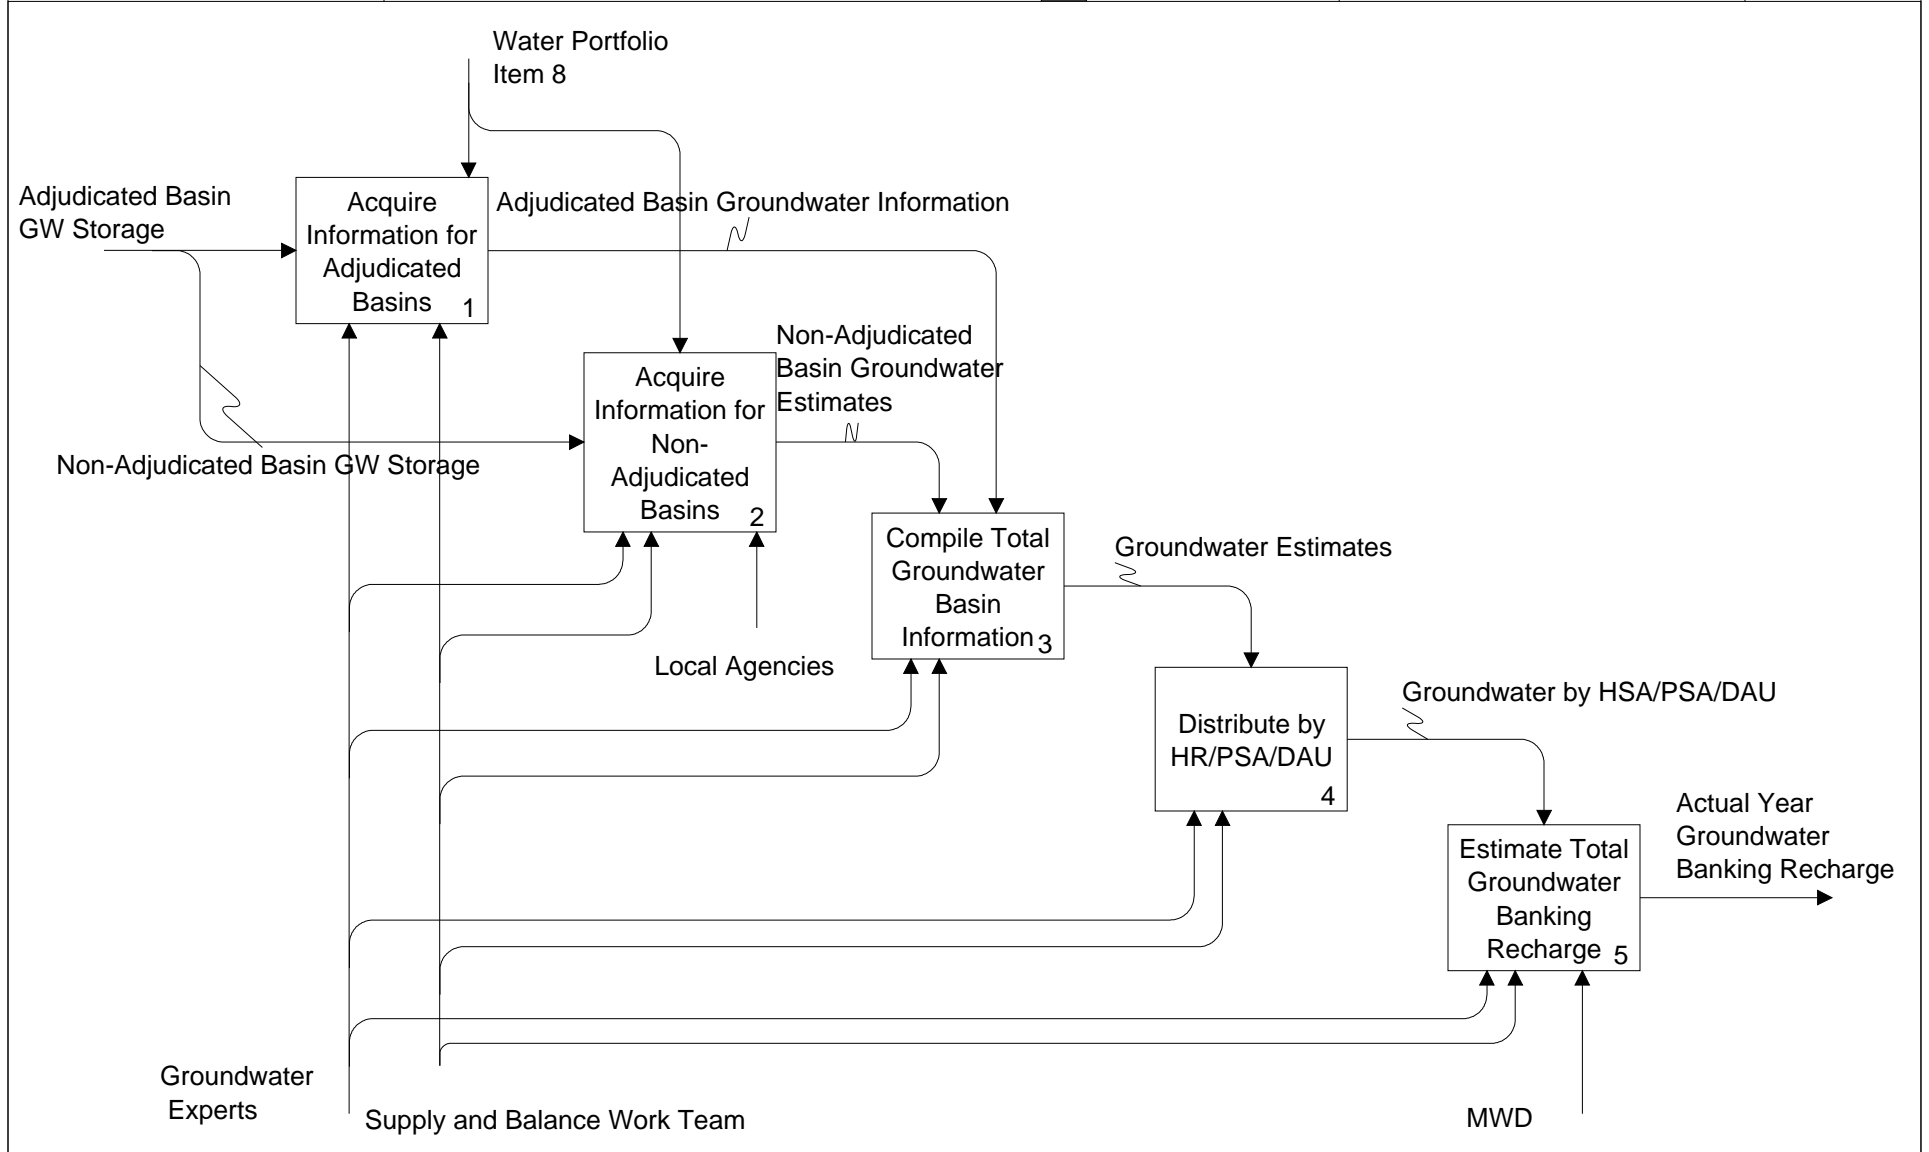 Water Portfolio
Item 8
Adjudicated Basin
GW Storage
Acquire
Information for
Adjudicated
Basins
1
Adjudicated Basin Groundwater Information
Non-Adjudicated Basin GW Storage
Acquire
Information for
Non-
Adjudicated
Basins
2
Non-Adjudicated
Basin Groundwater
Estimates
Local Agencies
Compile Total
Groundwater
Basin
Information
3
Groundwater Estimates
Distribute by
HR/PSA/DAU
4
Groundwater by HSA/PSA/DAU
Estimate Total
Groundwater
Banking
Recharge
5
Actual Year
Groundwater
Banking Recharge
Groundwater
Experts
Supply and Balance Work Team
MWD